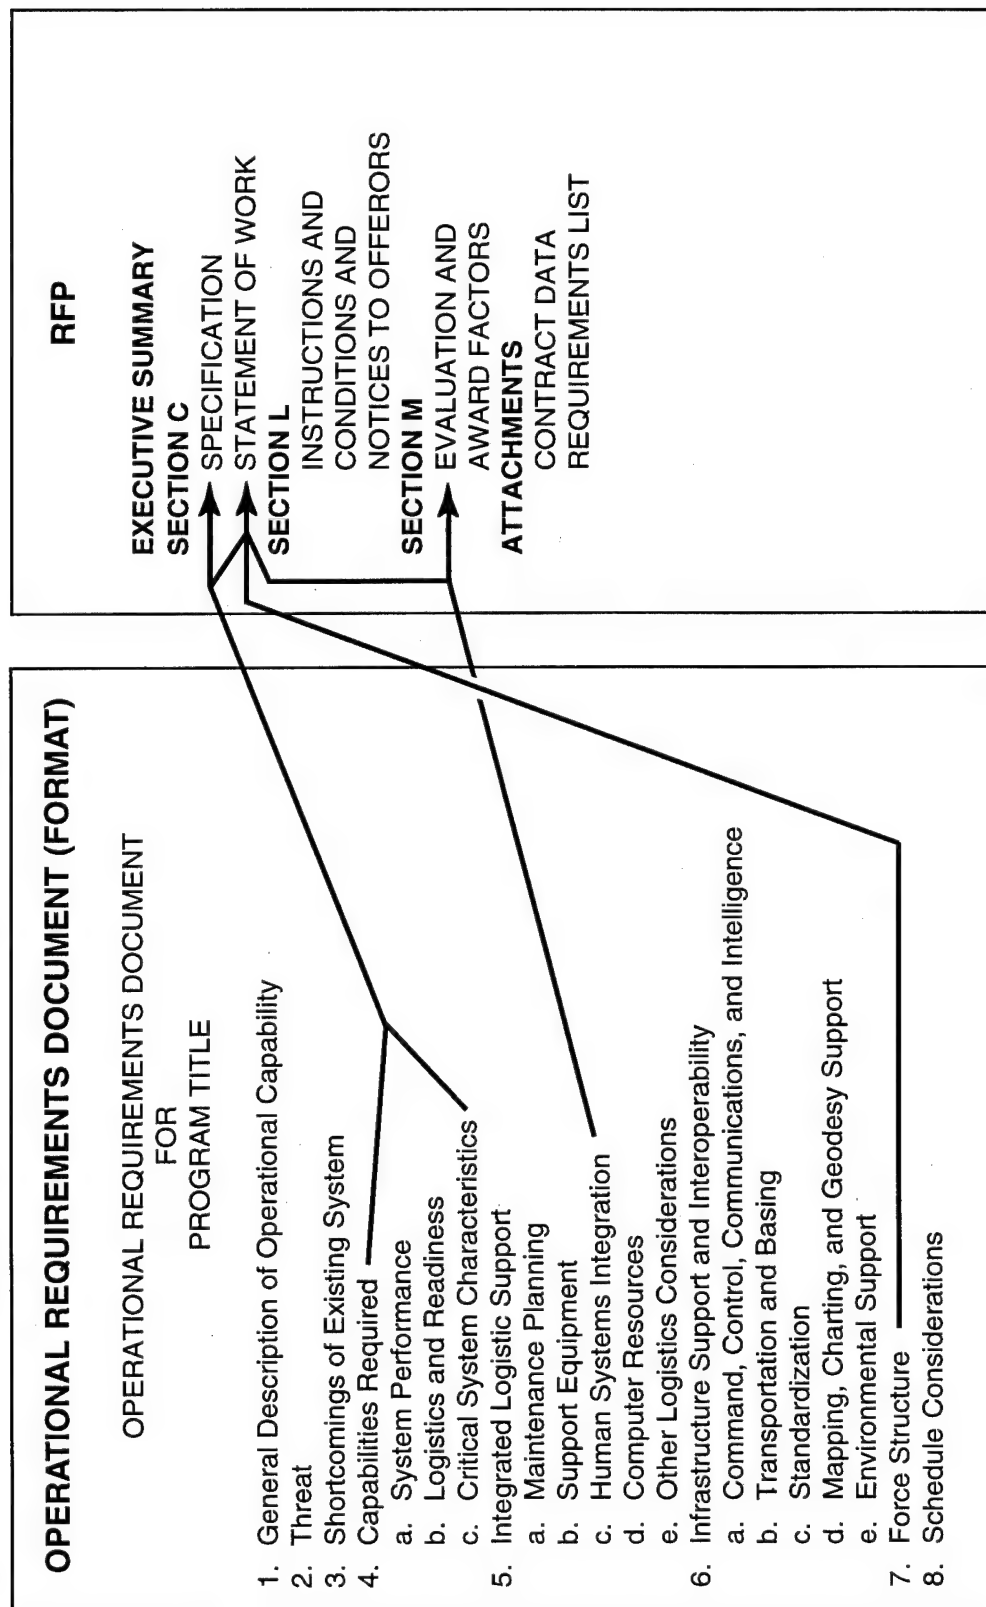 OPERATIONAL REQUIREMENTS DOCUMENT (FORMAT)
OPERATIONAL REQUIREMENTS DOCUMENT
FOR
PROGRAM TITLE
1. General Description of Operational Capability
2. Threat
3. Shortcomings of Existing System
4. Capabilities Required
a. System Performance
b. Logistics and Readiness
c. Critical System Characteristics
5. Integrated Logistic Support
a. Maintenance Planning
b. Support Equipment
c. Human Systems Integration
d. Computer Resources
e. Other Logistics Considerations
6. Infrastructure Support and Interoperability
a. Command, Control, Communications, and Intelligence
b. Transportation and Basing
c. Standardization
d. Mapping, Charting, and Geodesy Support
e. Environmental Support
7. Force Structure
8. Schedule Considerations
RFP
EXECUTIVE SUMMARY
SECTION C
SPECIFICATION
STATEMENT OF WORK
SECTION L
INSTRUCTIONS AND
CONDITIONS AND
NOTICES TO OFFERORS
SECTION M
EVALUATION AND
AWARD FACTORS
ATTACHMENTS
CONTRACT DATA
REQUIREMENTS LIST